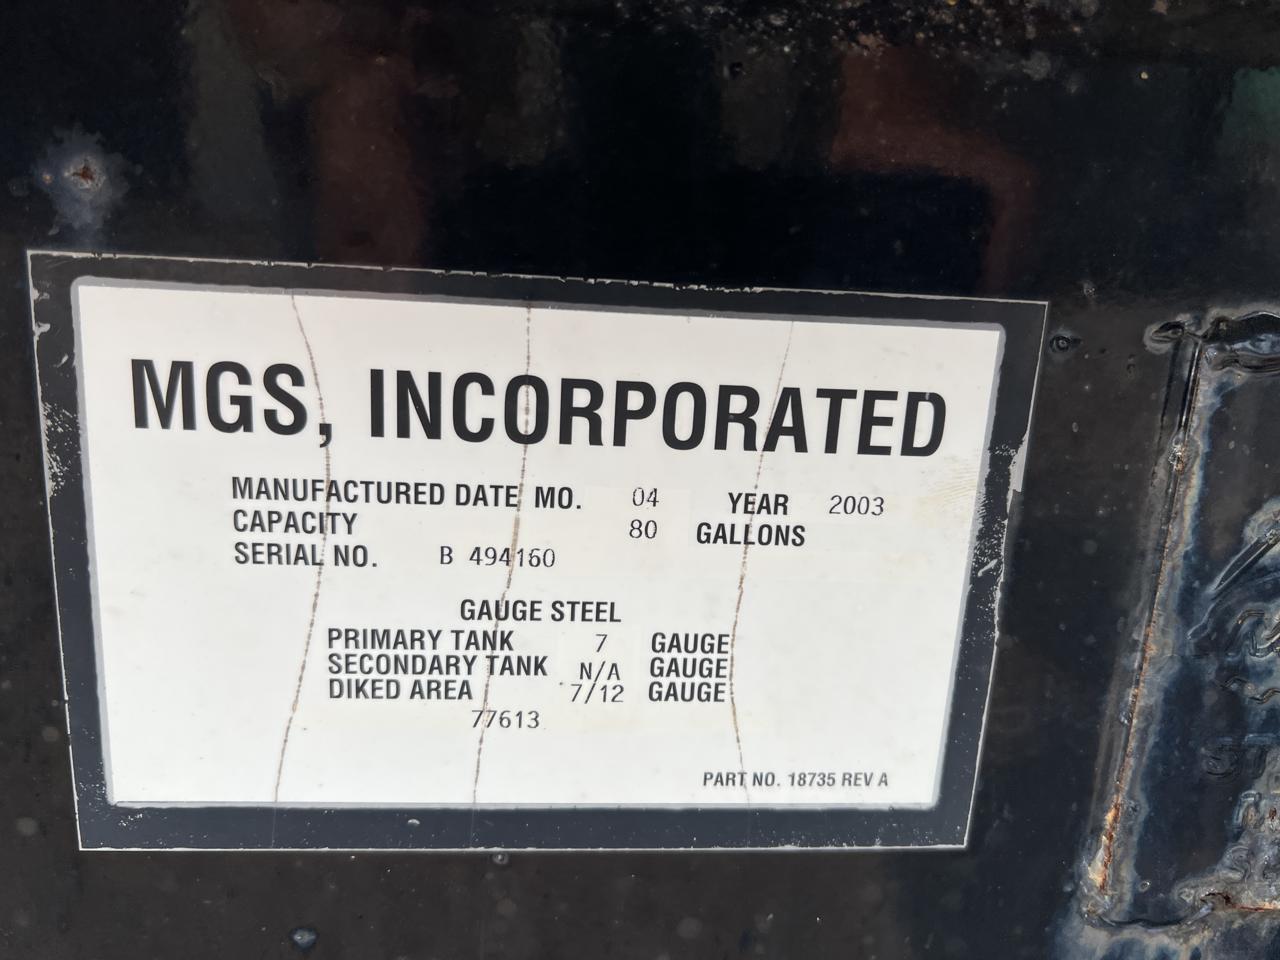 MGS, INCORPORATED
MANUFACTURED DATE MO. 04 YEAR 2003
CAPACITY 80 GALLONS
SERIAL NO. B 494160
GAUGE STEEL
PRIMARY TANK 7 GAUGE
SECONDARY TANK N/A GAUGE
DIKED AREA 7/12 GAUGE
77613
PART NO. 18735 REV A